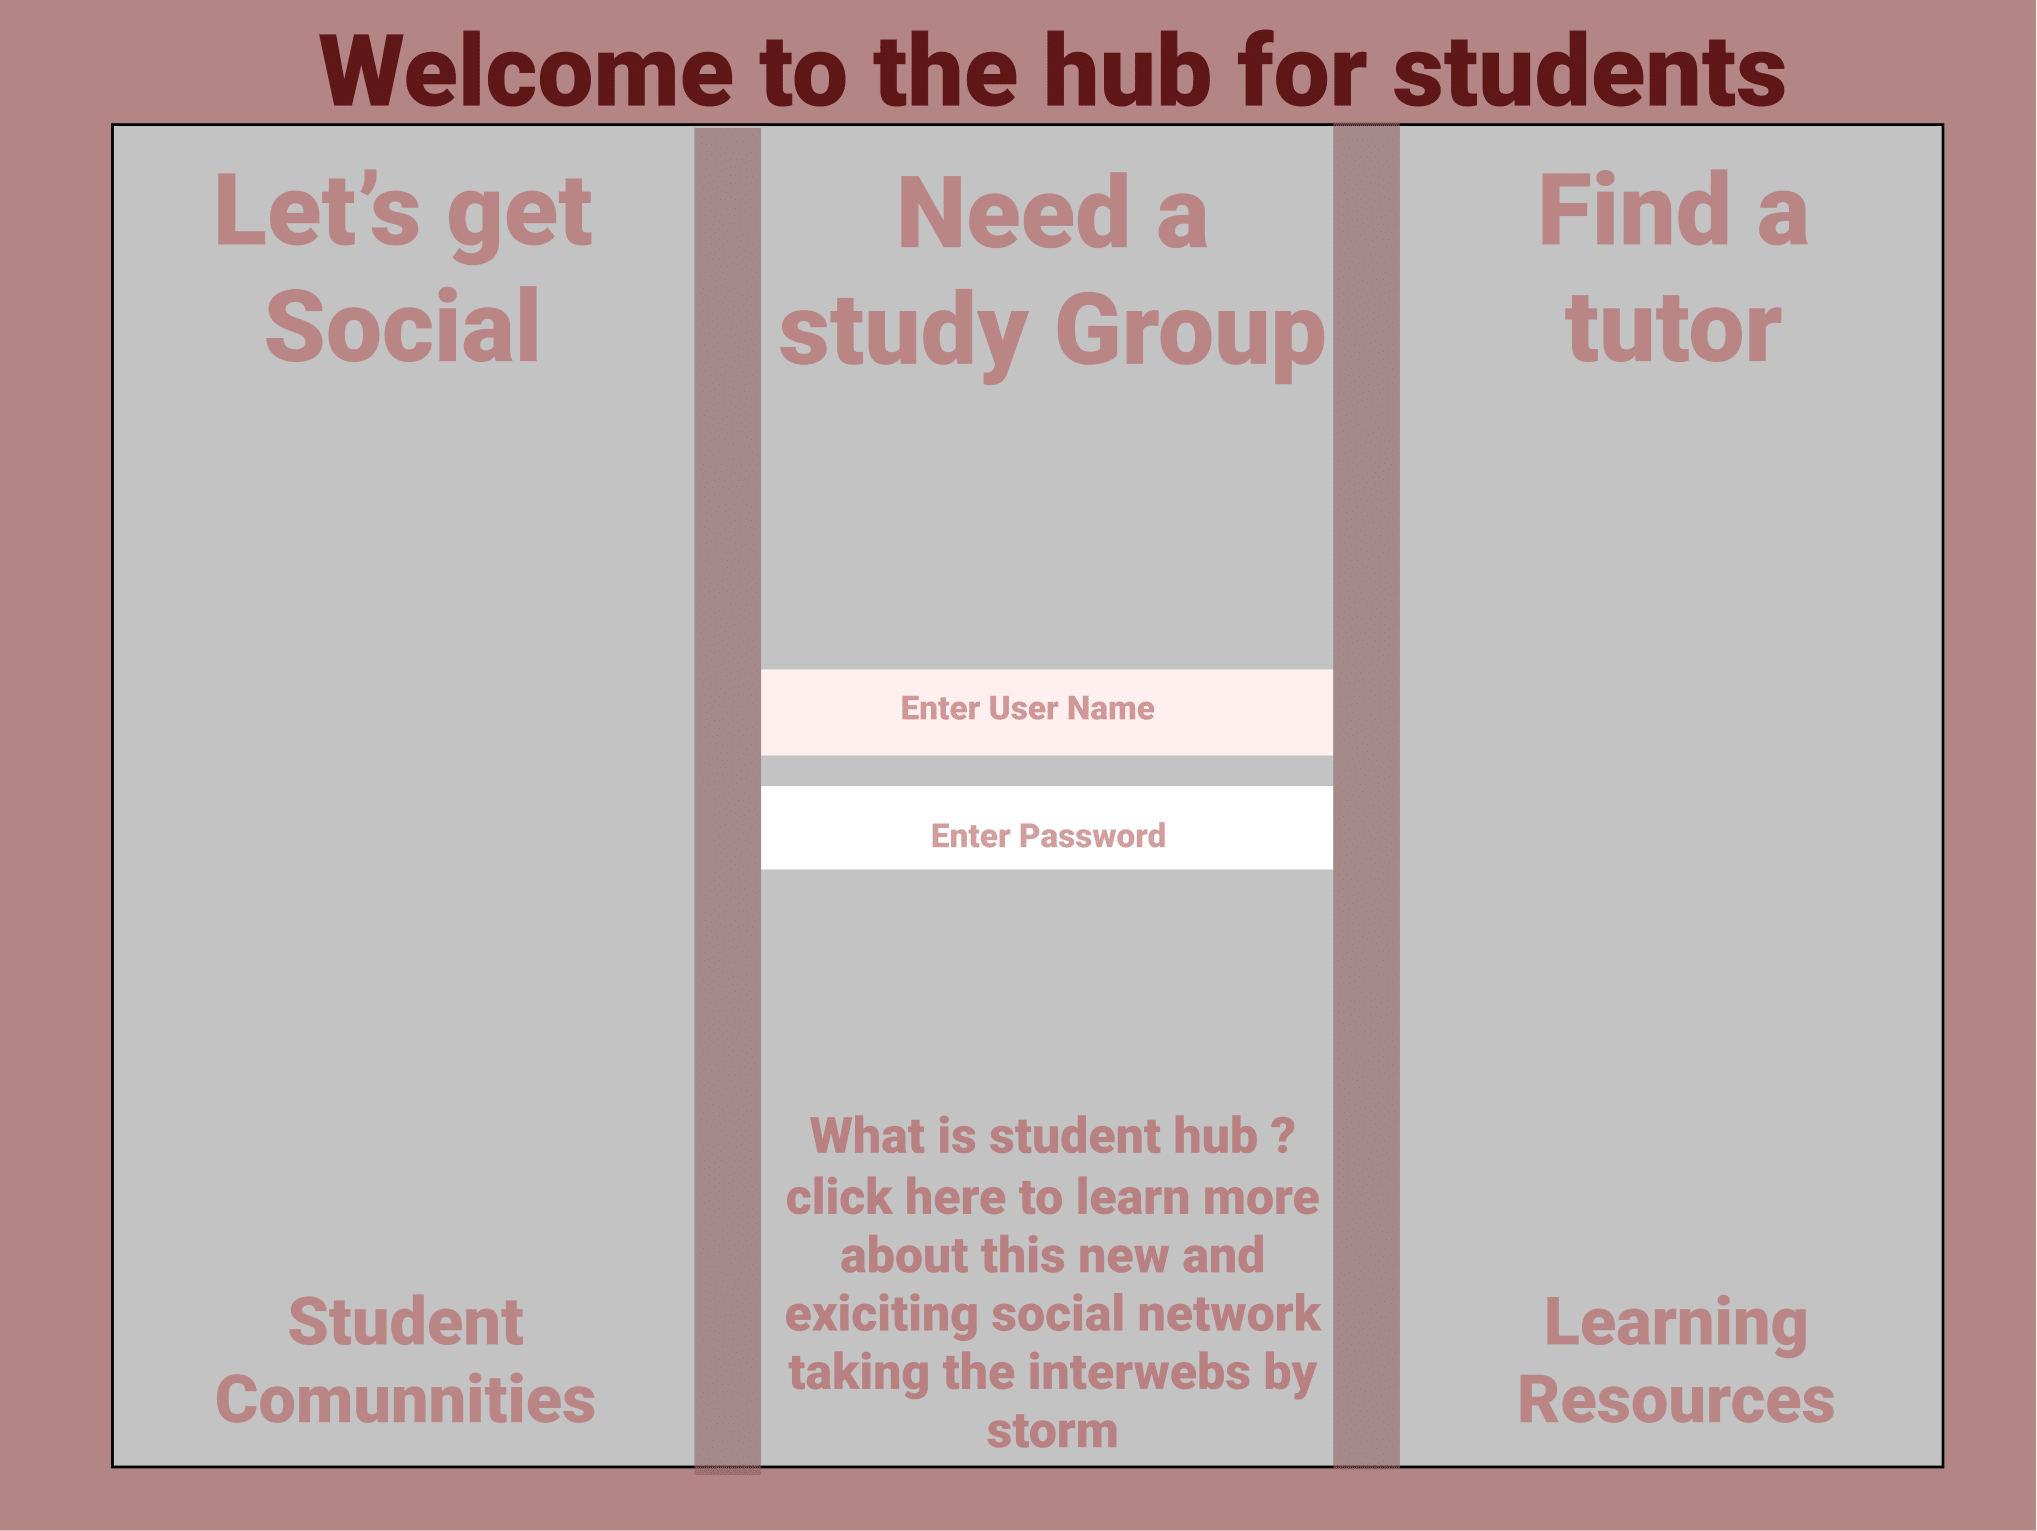 Welcome to the hub for students
Let’s get
Social
Need a
study Group
Find a
tutor
Enter User Name
Enter Password
What is student hub ?
click here to learn more
about this new and
exiciting social network
taking the interwebs by
storm
Student
Comunnities
Learning
Resources